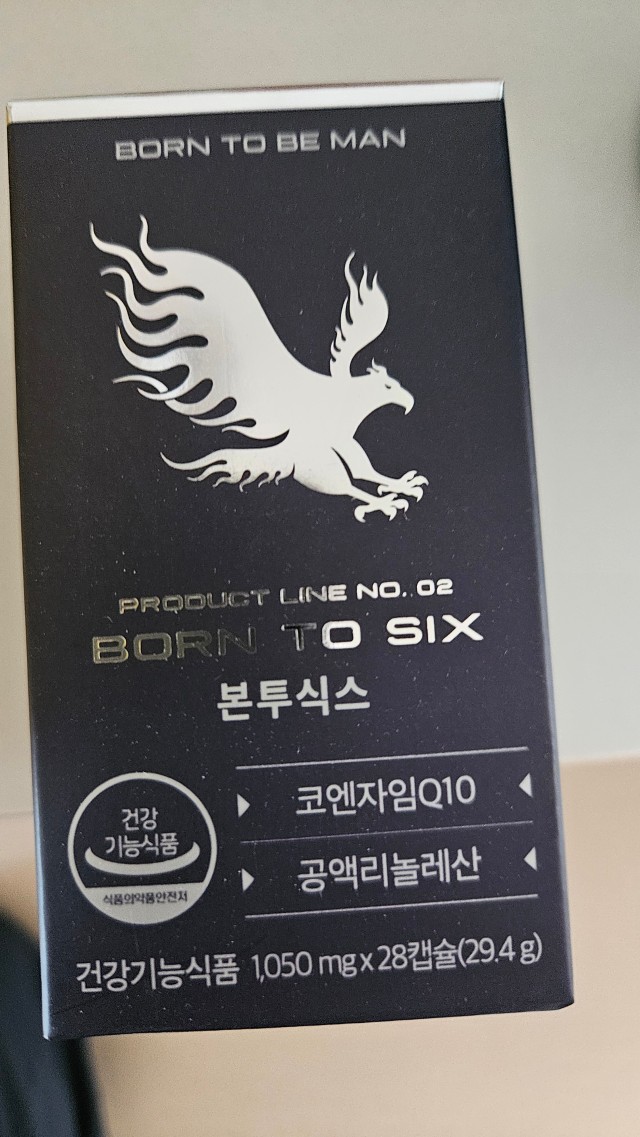 BORN TO BE MAN
PRODUCT LINE NO. 02
BORN TO SIX
본투식스
코엔자임Q10
공액리놀레산
건강
기능식품
식품의약품안전처
건강기능식품 1,050 mg x 28캡슐(29.4 g)